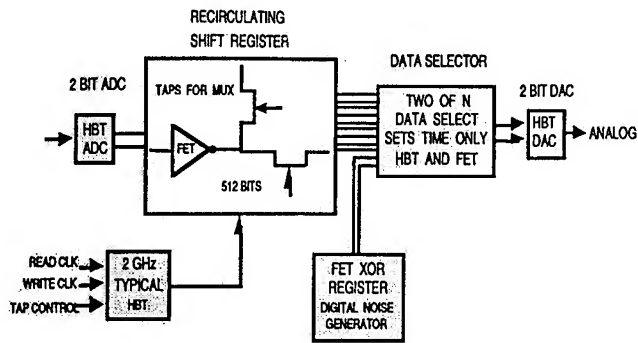 RECIRCULATING
SHIFT REGISTER
DATA SELECTOR
2 BIT ADC
TAPS FOR MUX
TWO OF N
DATA SELECT
SETS TIME ONLY
HBT AND FET
2 BIT DAC
HBT
ADC
FET
HBT
DAC
ANALOG
512 BITS
READ CLK
WRITE CLK
TAP CONTROL
2 GHz
TYPICAL
HBT
FET XOR
REGISTER
DIGITAL NOISE
GENERATOR